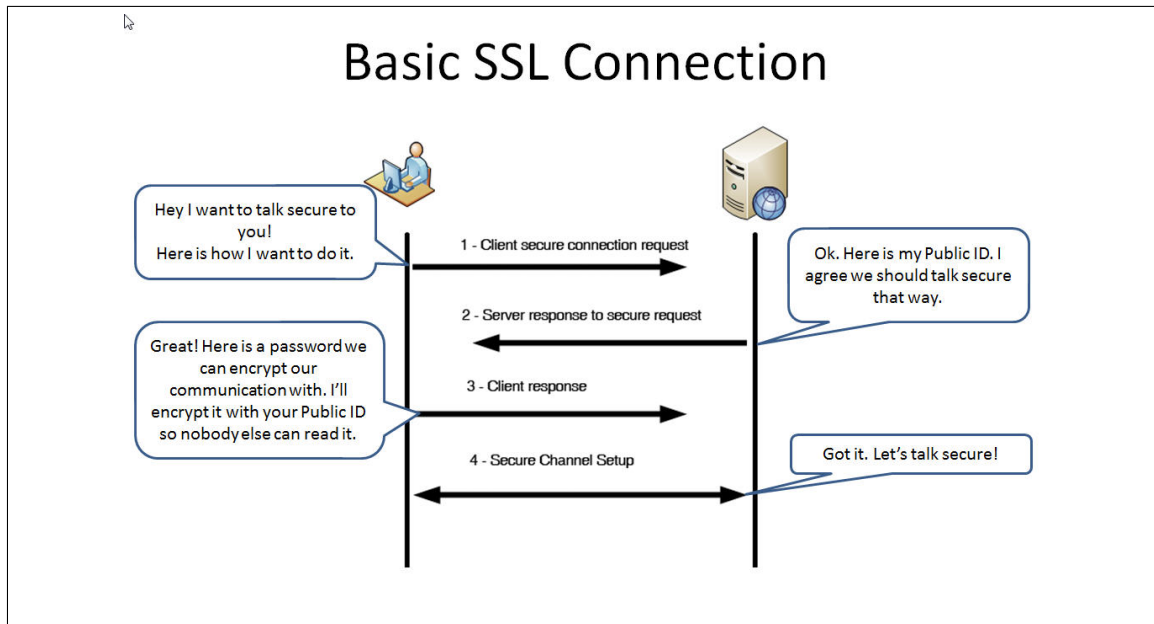 Basic SSL Connection
Hey I want to talk secure to
you!
Here is how I want to do it.
1 - Client secure connection request
Ok. Here is my Public ID. I
agree we should talk secure
that way.
2 - Server response to secure request
Great! Here is a password we
can encrypt our
communication with. I'll
encrypt it with your Public ID
so nobody else can read it.
3 - Client response
4 - Secure Channel Setup
Got it. Let's talk secure!